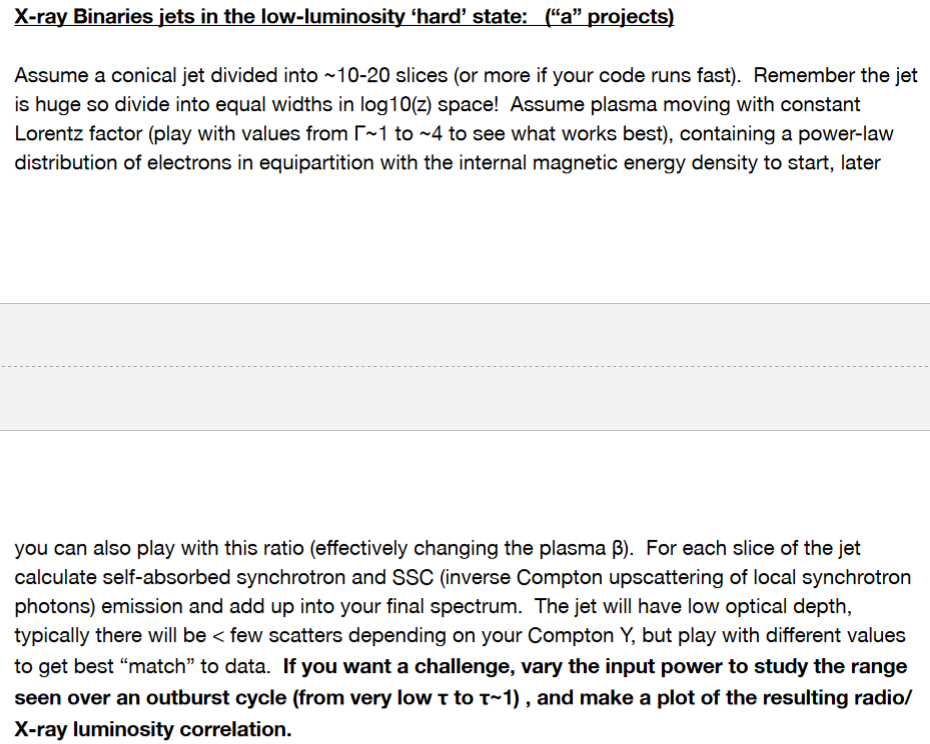 X-ray Binaries jets in the low-luminosity ‘hard’ state:   (“a” projects)
Assume a conical jet divided into ~10-20 slices (or more if your code runs fast).  Remember the jet
is huge so divide into equal widths in log10(z) space!  Assume plasma moving with constant
Lorentz factor (play with values from Γ~1 to ~4 to see what works best), containing a power-law
distribution of electrons in equipartition with the internal magnetic energy density to start, later
you can also play with this ratio (effectively changing the plasma β).  For each slice of the jet
calculate self-absorbed synchrotron and SSC (inverse Compton upscattering of local synchrotron
photons) emission and add up into your final spectrum.  The jet will have low optical depth,
typically there will be < few scatters depending on your Compton Y, but play with different values
to get best “match” to data.  If you want a challenge, vary the input power to study the range
seen over an outburst cycle (from very low τ to τ~1) , and make a plot of the resulting radio/
X-ray luminosity correlation.